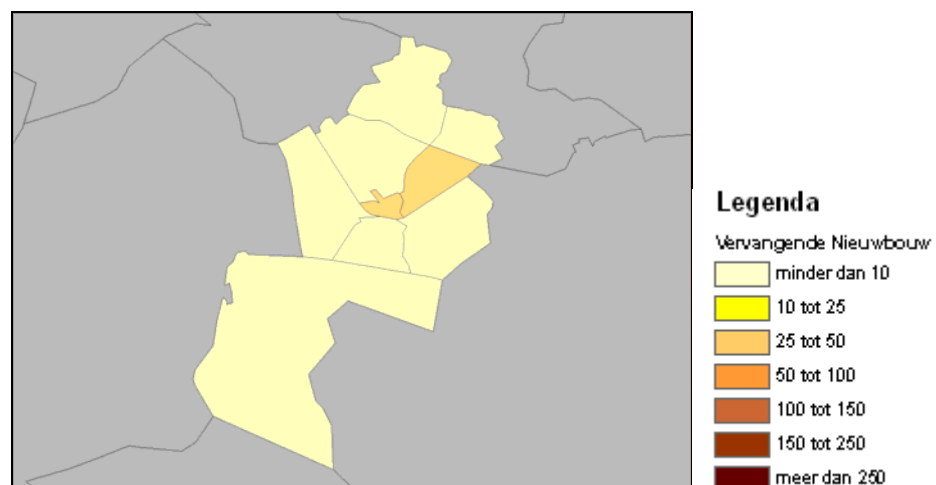 Legenda
Vervangende Nieuwbouw
minder dan 10
10 tot 25
25 tot 50
50 tot 100
100 tot 150
150 tot 250
meer dan 250